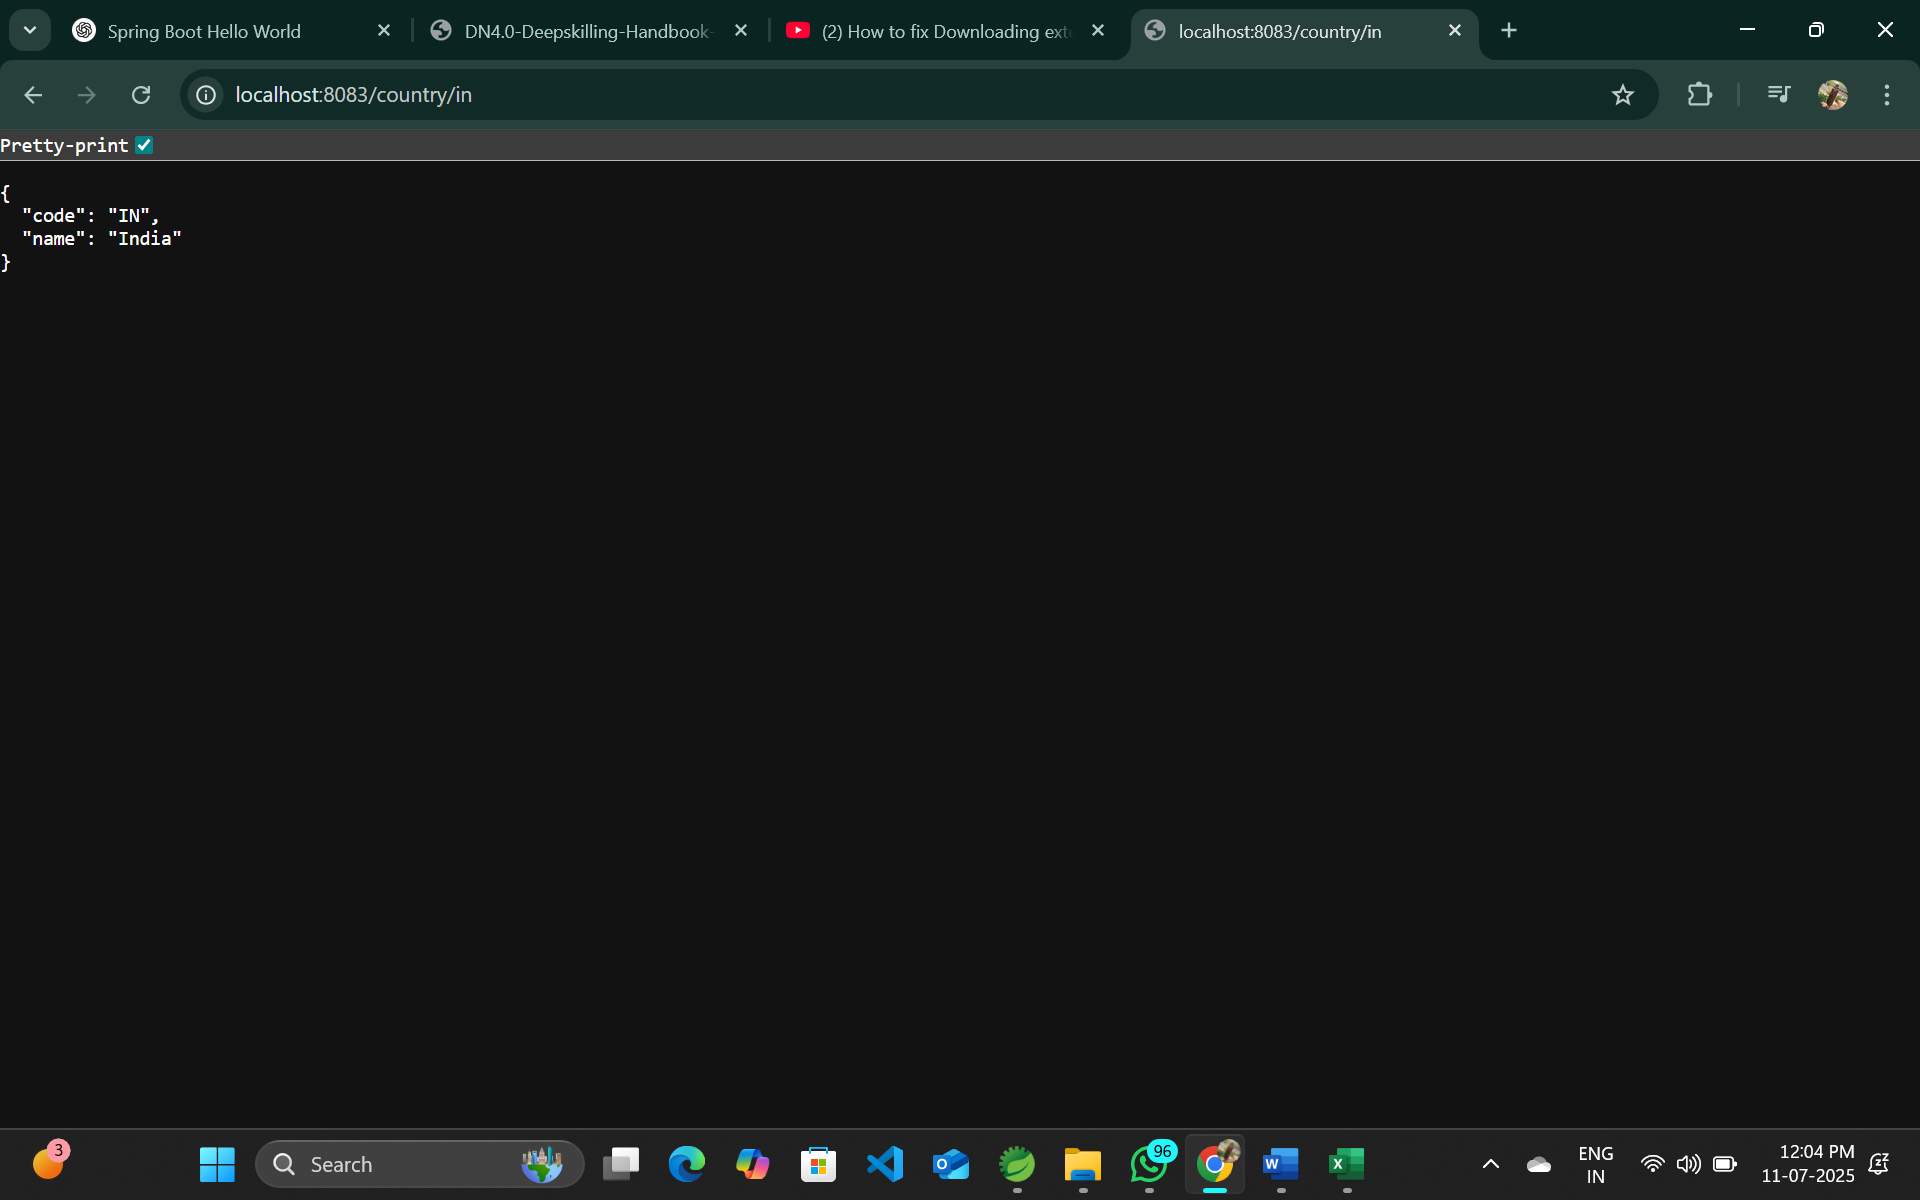 Spring Boot Hello World
DN4.0-Deepskilling-Handbook-
(2) How to fix Downloading exte
localhost:8083/country/in
localhost:8083/country/in
Pretty-print
{
"code": "IN",
"name": "India"
}
3
Search
96
ENG
IN
12:04 PM
11-07-2025